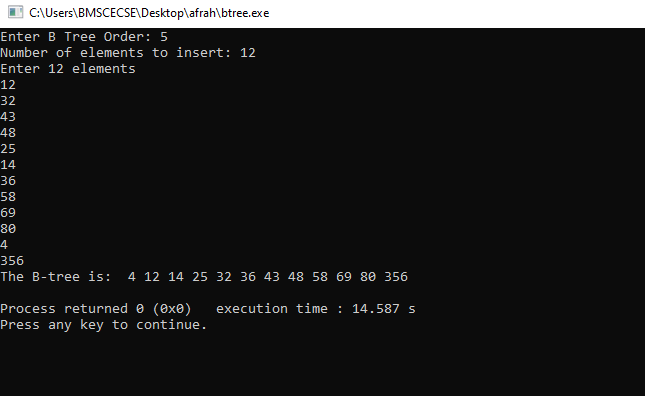 C:\Users\BMSCECSE\Desktop\afrah\btree.exe
Enter B Tree Order: 5
Number of elements to insert: 12
Enter 12 elements
12
32
43
48
25
14
36
58
69
80
4
356
The B-tree is:  4 12 14 25 32 36 43 48 58 69 80 356
Process returned 0 (0x0)   execution time : 14.587 s
Press any key to continue.